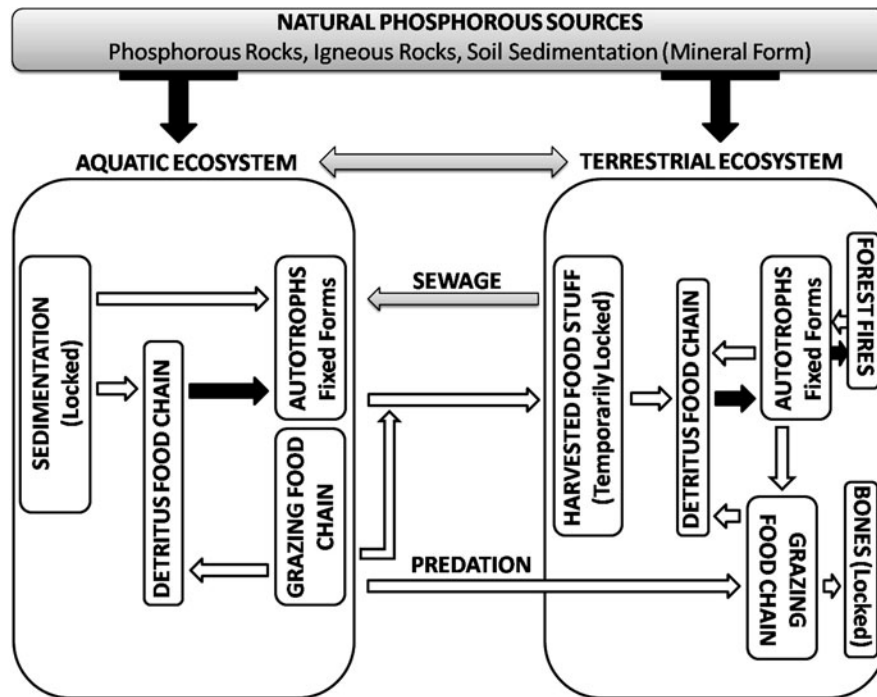 NATURAL PHOSPHOROUS SOURCES
Phosphorous Rocks, Igneous Rocks, Soil Sedimentation (Mineral Form)
AQUATIC ECOSYSTEM
TERRESTRIAL ECOSYSTEM
SEDIMENTATION
(Locked)
DETRITUS FOOD CHAIN
AUTOTROPHS
Fixed Forms
GRAZING FOOD
CHAIN
SEWAGE
PREDATION
HARVESTED FOOD STUFF
(Temporarily Locked)
DETRITUS FOOD CHAIN
AUTOTROPHS
Fixed Forms
FOREST FIRES
GRAZING
FOOD CHAIN
BONES (Locked)